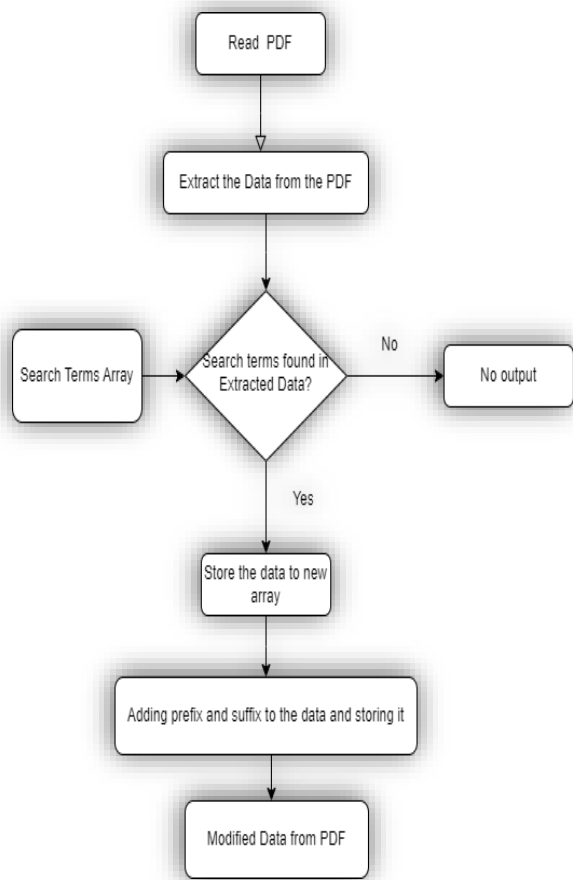 Read PDF
Extract the Data from the PDF
Search terms found in
Extracted Data?
Search Terms Array
No
No output
Yes
Store the data to new
array
Adding prefix and suffix to the data and storing it
Modified Data from PDF